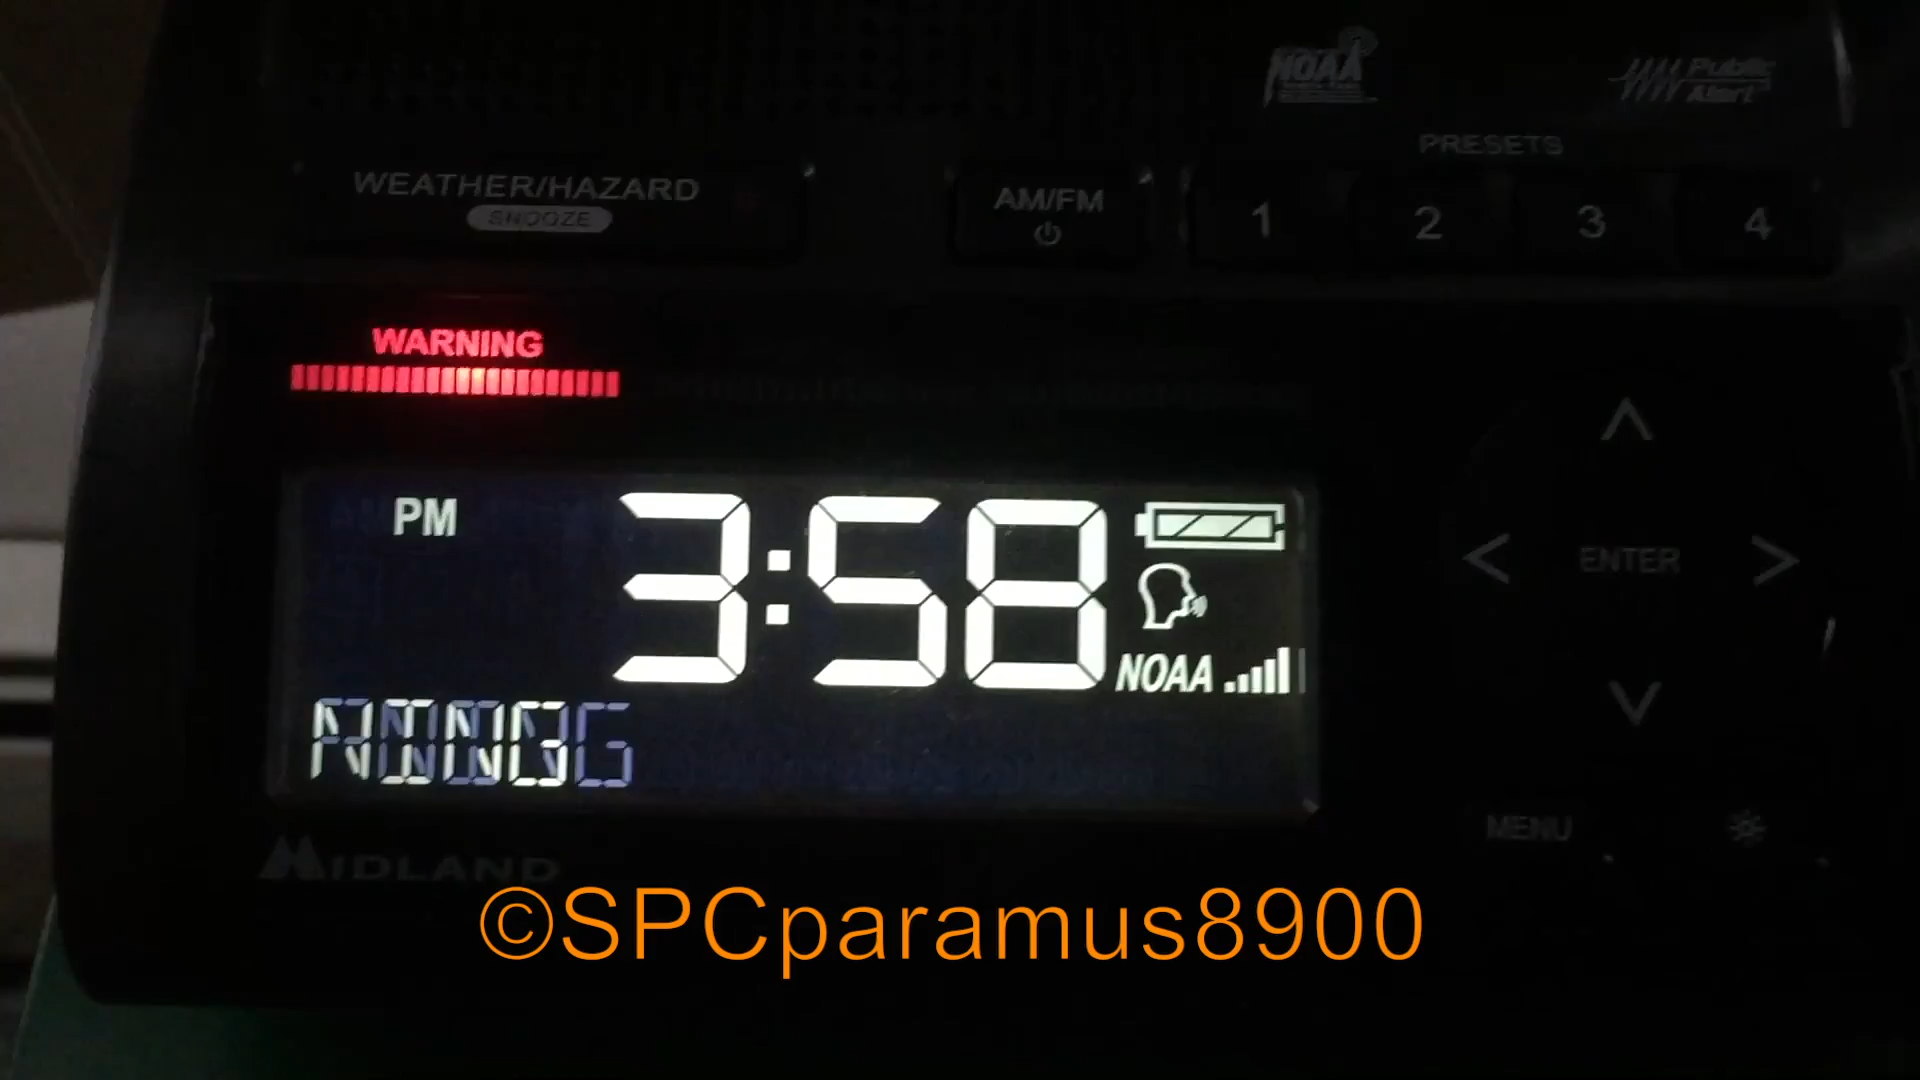 NOAA
Public
Alert
PRESETS
WEATHER/HAZARD
SNOOZE
AM/FM
1 2 3 4
WARNING
PM 3:58
NOAA
ENTER
MENU
MIDLAND
©SPCparamus8900